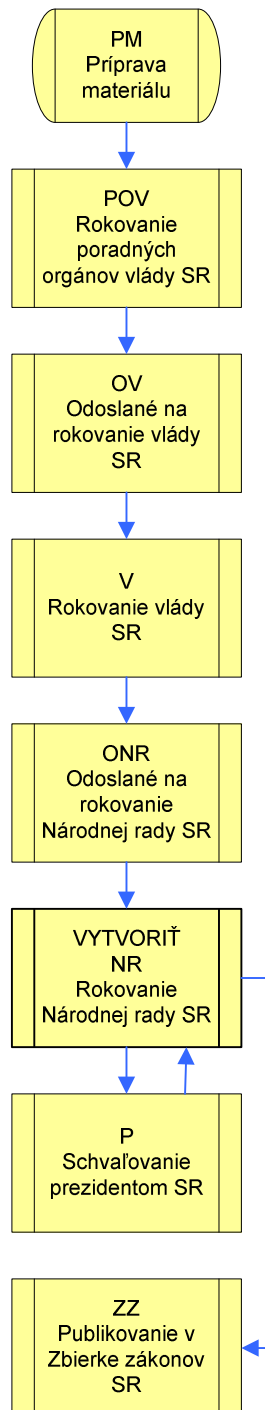 PM
Príprava
materiálu
POV
Rokovanie
poradných
orgánov vlády SR
OV
Odoslané na
rokovanie vlády
SR
V
Rokovanie vlády
SR
ONR
Odoslané na
rokovanie
Národnej rady SR
VYTVORIŤ
NR
Rokovanie
Národnej rady SR
P
Schvaľovanie
prezidentom SR
ZZ
Publikovanie v
Zbierke zákonov
SR